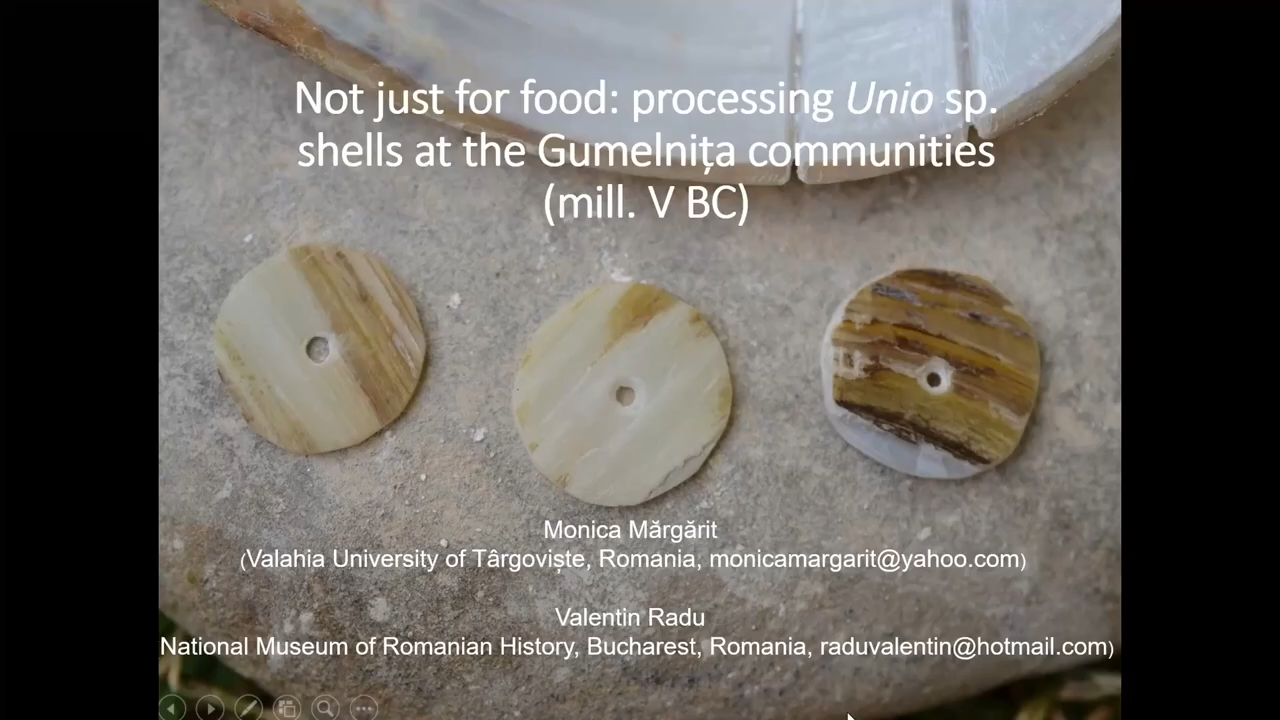 Not just for food: processing Unio sp.
shells at the Gumelnița communities
(mill. V BC)
Monica Mărgărit
(Valahia University of Târgoviște, Romania, monicamargarit@yahoo.com)
Valentin Radu
National Museum of Romanian History, Bucharest, Romania, raduvalentin@hotmail.com)